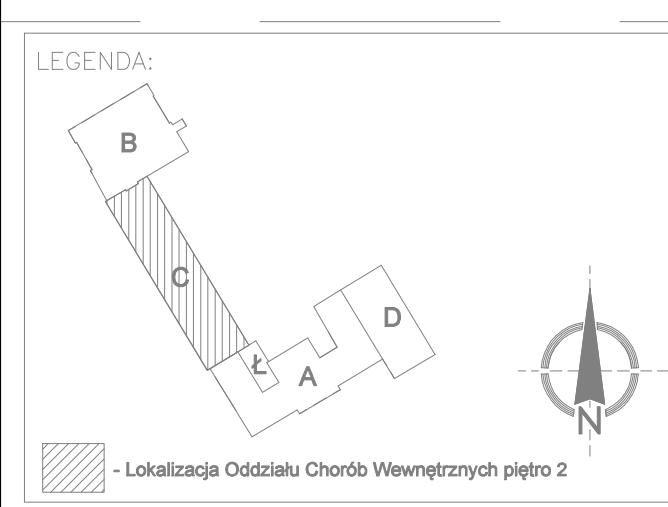 LEGENDA:
B
C
D
Ł
A
N
- Lokalizacja Oddziału Chorób Wewnętrznych piętro 2